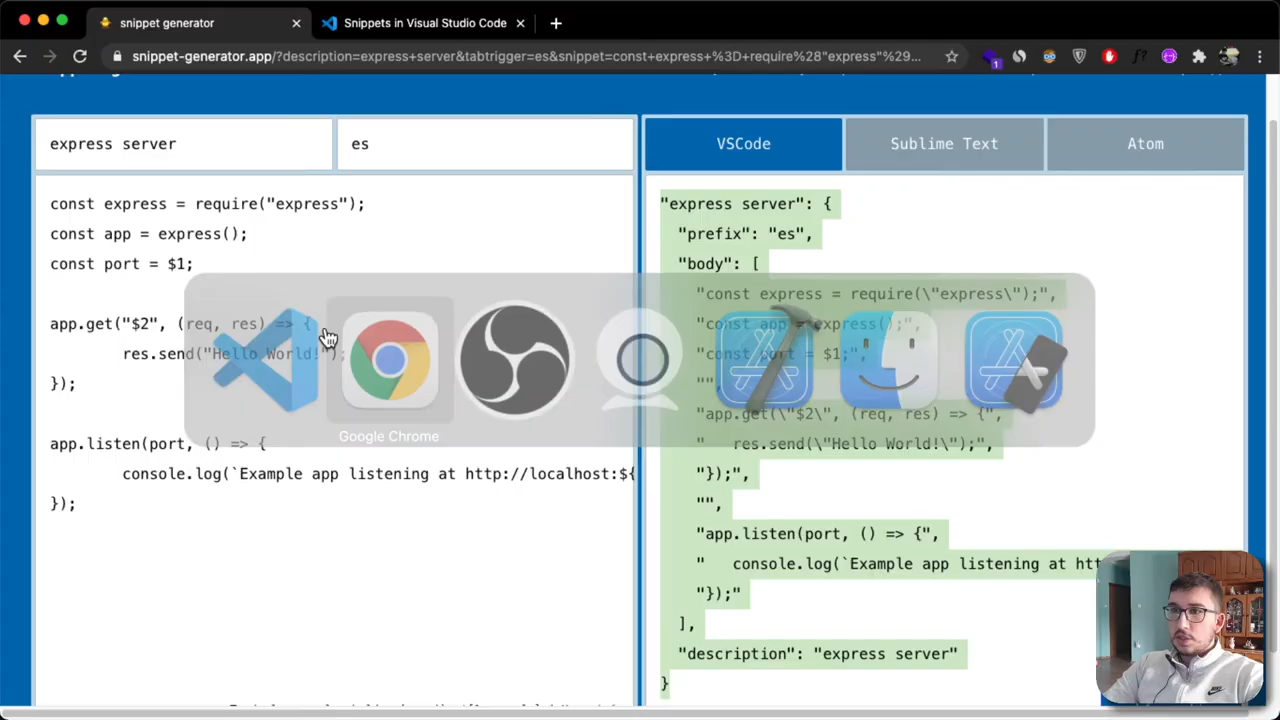 snippet generator
Snippets in Visual Studio Code
snippet-generator.app/?description=express+server&tabtrigger=es&snippet=const+express+%3D+require%28"express"%29...
1
express server
es
VSCode
Sublime Text
Atom
const express = require("express");
const app = express();
const port = $1;
app.get("$2", (req, res) => {
res.send("Hello World!");
});
app.listen(port, () => {
console.log(`Example app listening at http://localhost:${
});
"express server": {
"prefix": "es",
"body": [
"const express = require(\"express\");",
"const app = express();",
"const port = $1;",
"",
"app.get(\"$2\", (req, res) => {",
"    res.send(\"Hello World!\");",
"});",
"",
"app.listen(port, () => {",
"    console.log(`Example app listening at htt
"});"
],
"description": "express server"
}
Google Chrome